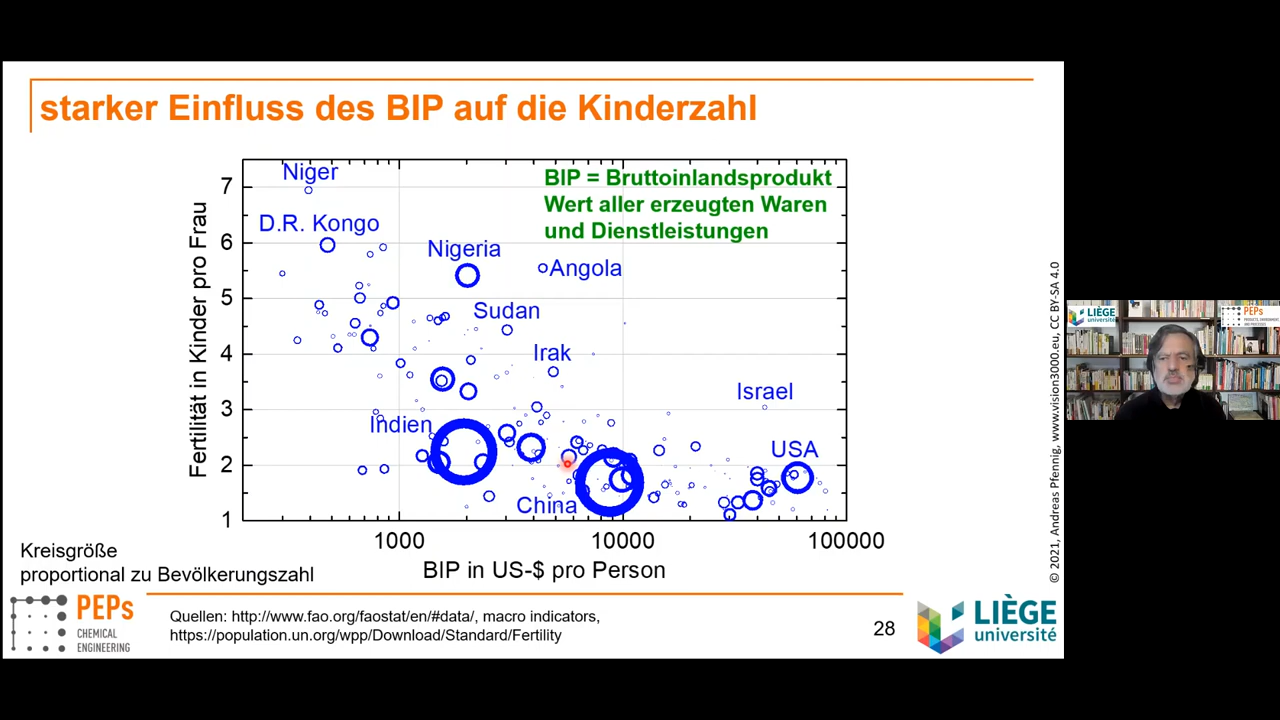 starker Einfluss des BIP auf die Kinderzahl
BIP = Bruttoinlandsprodukt
Wert aller erzeugten Waren
und Dienstleistungen
Niger
D.R. Kongo
Nigeria
Angola
Sudan
Irak
Israel
Indien
USA
China
Fertilität in Kinder pro Frau
7
6
5
4
3
2
1
1000
10000
100000
BIP in US-$ pro Person
Kreisgröße
proportional zu Bevölkerungszahl
PEPs
CHEMICAL
ENGINEERING
Quellen: http://www.fao.org/faostat/en/#data/, macro indicators,
https://population.un.org/wpp/Download/Standard/Fertility
28
LIÈGE
université
© 2021, Andreas Pfennig, www.vision3000.eu, CC BY-SA 4.0
LIÈGE
université
PEPs